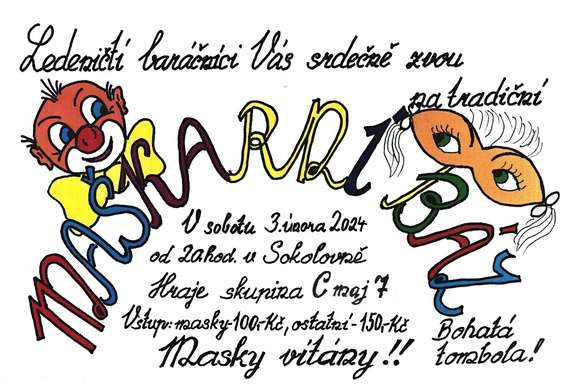 Ledeničtí baráčníci Vás srdečně zvou
na tradiční
MAŠKARNÍ BÁL
V sobotu 3. února 2024
od 20 hod. v Sokolovně
Hraje skupina C maj 7
Vstup: masky-100,-Kč, ostatní-150,-Kč
Masky vítány!!
Bohatá
tombola!